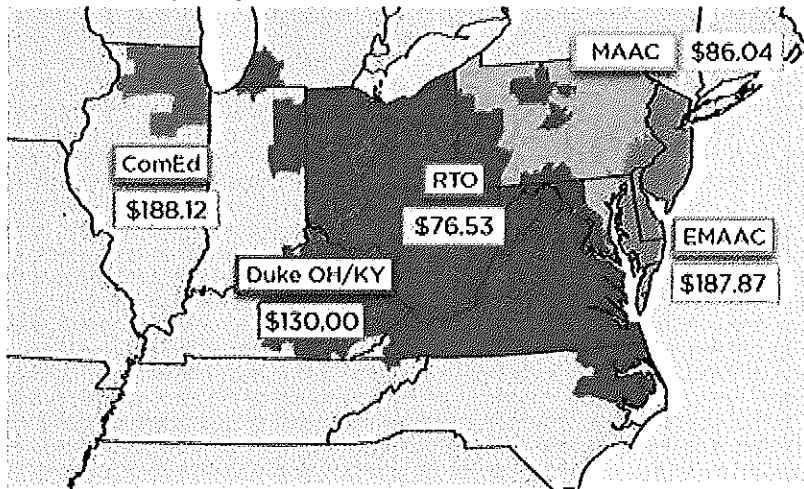 MAAC $86.04
ComEd
$188.12
RTO
$76.53
EMAAC
$187.87
Duke OH/KY
$130.00